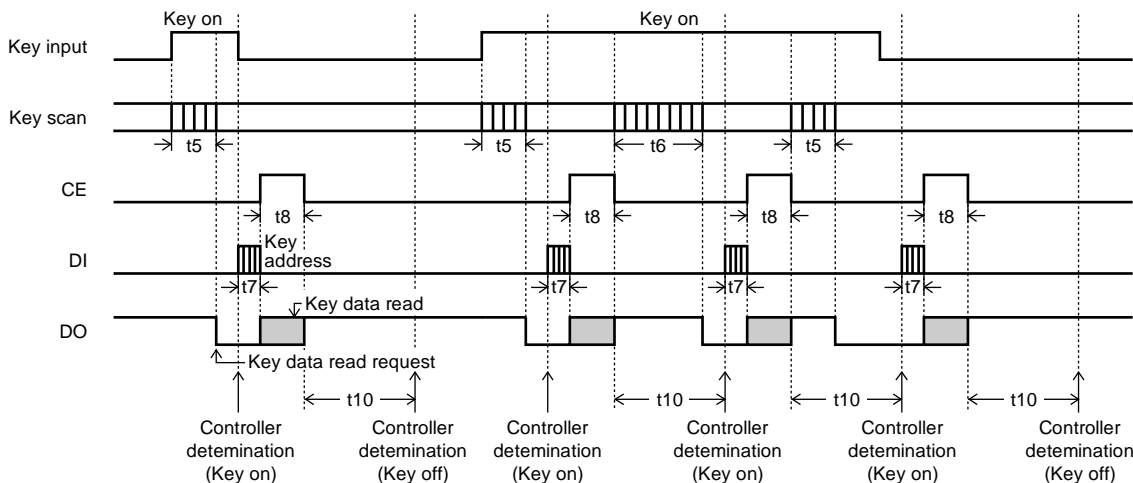 Key on
Key on
Key input
Key scan
t5
t5
t6
t5
CE
t8
t8
t8
t8
DI
Key
address
t7
t7
t7
t7
Key data read
DO
Key data read request
t10
t10
t10
t10
Controller
detemination
(Key on)
Controller
detemination
(Key off)
Controller
detemination
(Key on)
Controller
detemination
(Key on)
Controller
detemination
(Key on)
Controller
detemination
(Key off)